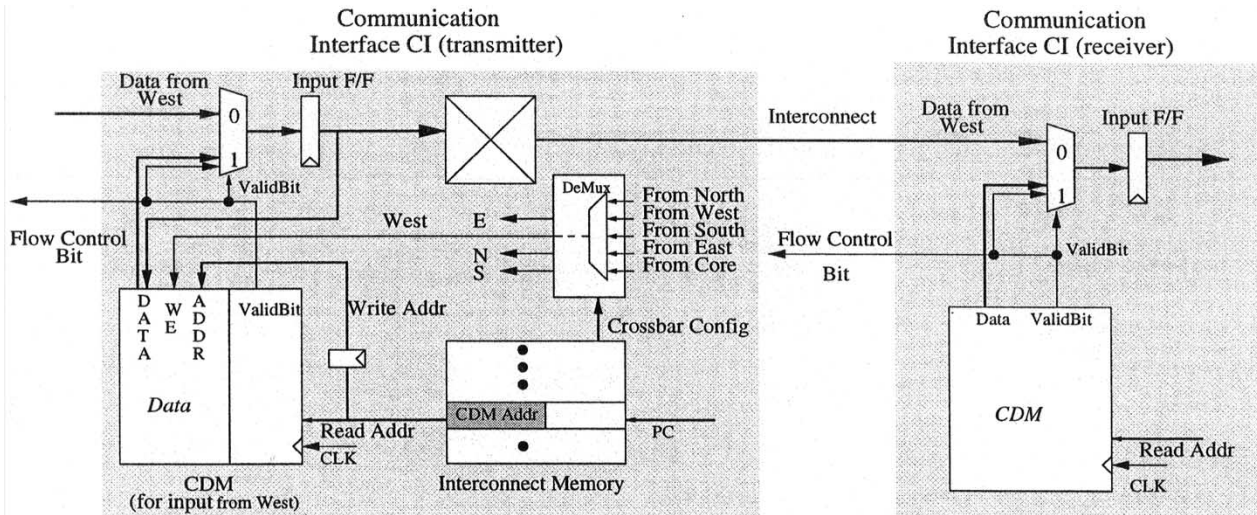 Communication
Interface CI (transmitter)
Communication
Interface CI (receiver)
Data from
West
Input F/F
0
1
ValidBit
Flow Control
Bit
DATA
WE
ADDR
ValidBit
Data
Write Addr
Read Addr
CLK
CDM
(for input from West)
West
E
N
S
DeMux
From North
From West
From South
From East
From Core
Crossbar Config
CDM Addr
PC
Interconnect Memory
Interconnect
Flow Control
Bit
Data from
West
Input F/F
0
1
ValidBit
Data ValidBit
CDM
Read Addr
CLK